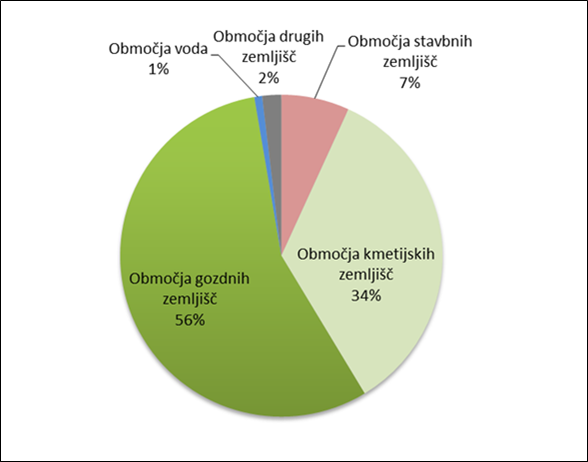 Območja voda
1%
Območja drugih
zemljišč
2%
Območja stavbnih
zemljišč
7%
Območja kmetijskih
zemljišč
34%
Območja gozdnih
zemljišč
56%